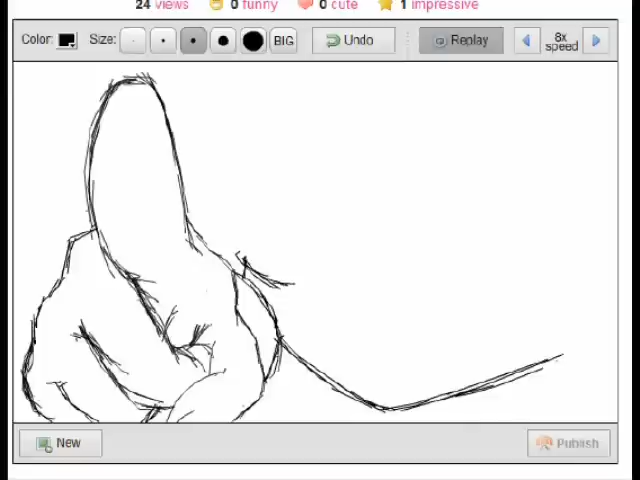 24 views 0 funny 0 cute 1 impressive
Color: Size: BIG Undo Replay 8x speed
New Publish